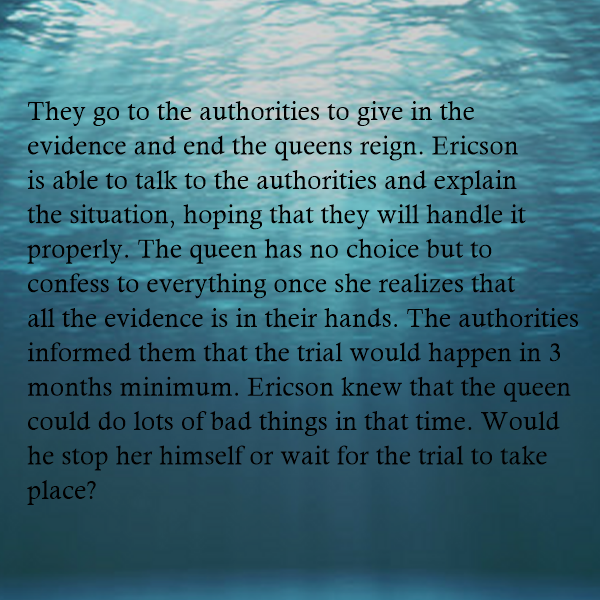 They go to the authorities to give in the
evidence and end the queens reign. Ericson
is able to talk to the authorities and explain
the situation, hoping that they will handle it
properly. The queen has no choice but to
confess to everything once she realizes that
all the evidence is in their hands. The authorities
informed them that the trial would happen in 3
months minimum. Ericson knew that the queen
could do lots of bad things in that time. Would
he stop her himself or wait for the trial to take
place?